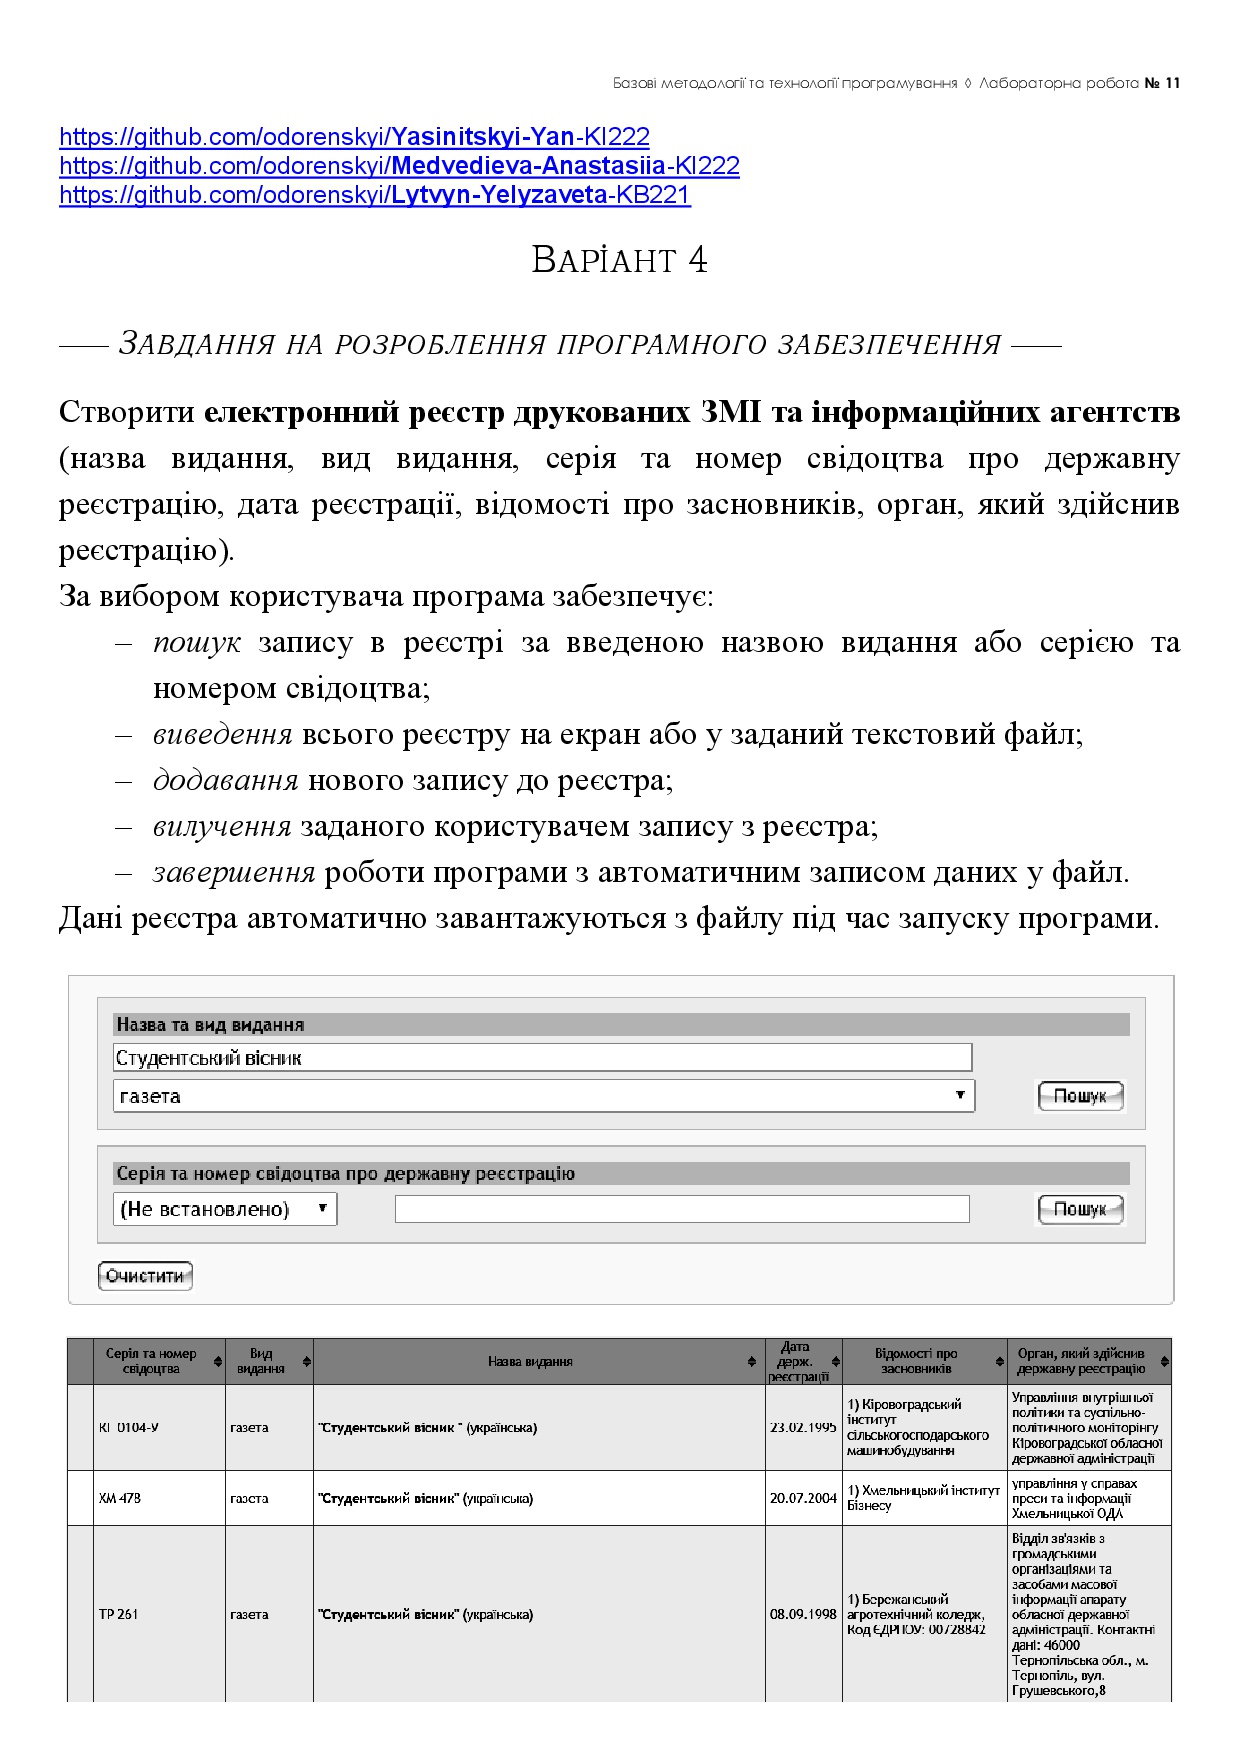 Базові методології та технології програмування ◊ Лабораторна робота № 11
https://github.com/odorenskyi/Yasinitskyi-Yan-KI222
https://github.com/odorenskyi/Medvedieva-Anastasiia-KI222
https://github.com/odorenskyi/Lytvyn-Yelyzaveta-KB221
ВАРІАНТ 4
— ЗАВДАННЯ НА РОЗРОБЛЕННЯ ПРОГРАМНОГО ЗАБЕЗПЕЧЕННЯ —
Створити електронний реєстр друкованих ЗМІ та інформаційних агентств
(назва видання, вид видання, серія та номер свідоцтва про державну
реєстрацію, дата реєстрації, відомості про засновників, орган, який здійснив
реєстрацію).
За вибором користувача програма забезпечує:
– пошук запису в реєстрі за введеною назвою видання або серією та
номером свідоцтва;
– виведення всього реєстру на екран або у заданий текстовий файл;
– додавання нового запису до реєстра;
– вилучення заданого користувачем запису з реєстра;
– завершення роботи програми з автоматичним записом даних у файл.
Дані реєстра автоматично завантажуються з файлу під час запуску програми.
Назва та вид видання
Студентський вісник
газета
Пошук
Серія та номер свідоцтва про державну реєстрацію
(Не встановлено)
Пошук
Очистити
Серія та номер
свідоцтва
Вид
видання
Назва видання
Дата
держ.
реєстрації
Відомості про
засновників
Орган, який здійснив
державну реєстрацію
КГ 0104-У
газета
"Студентський вісник " (українська)
23.02.1995
1) Кіровоградський
інститут
сільськогосподарського
машинобудування
Управління внутрішньої
політики та суспільно-
політичного моніторінгу
Кіровоградської обласної
державної адміністрації
ХМ 478
газета
"Студентський вісник" (українська)
20.07.2004
1) Хмельницький інститут
Бізнесу
управління у справах
преси та інформації
Хмельницької ОДА
ТР 261
газета
"Студентський вісник" (українська)
08.09.1998
1) Бережанський
агротехнічний коледж,
Код ЄДРПОУ: 00728842
Відділ зв'язків з
громадськими
організаціями та
засобами масової
інформації апарату
обласної державної
адміністрації. Контактні
дані: 46000
Тернопільська обл., м.
Тернопіль, вул.
Грушевського,8